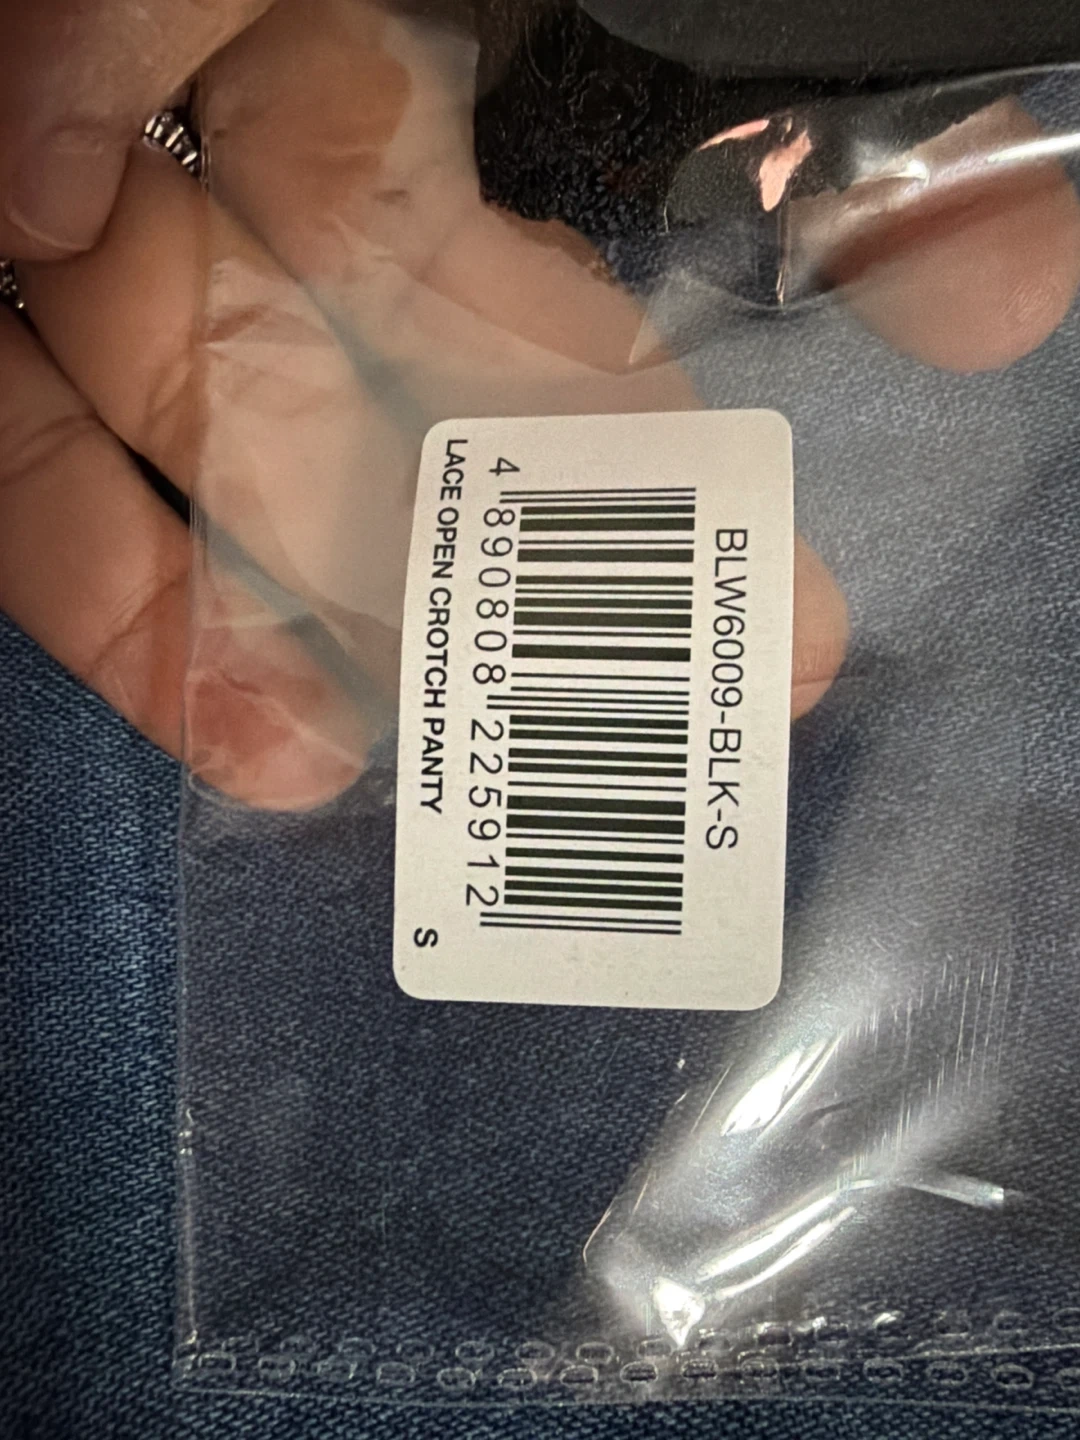 BLW6009-BLK-S
4 890808 225912
LACE OPEN CROTCH PANTY S